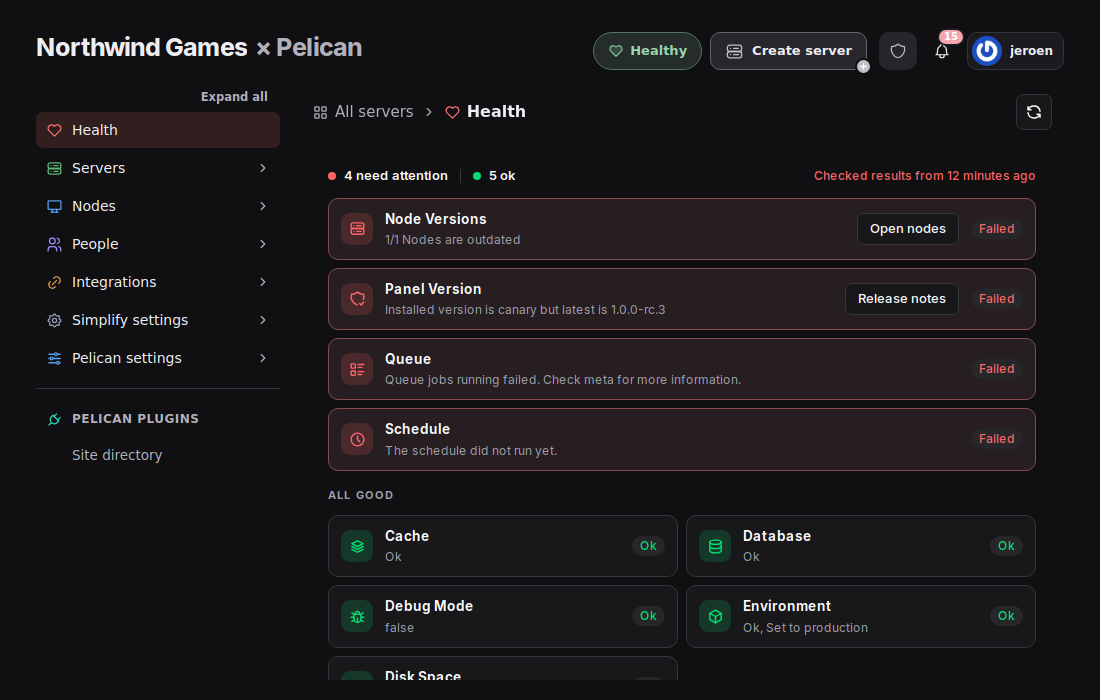 Northwind Games × Pelican
Healthy
Create server
15
jeroen
Expand all
Health
Servers
Nodes
People
Integrations
Simplify settings
Pelican settings
PELICAN PLUGINS
Site directory
All servers > Health
4 need attention
5 ok
Checked results from 12 minutes ago
Node Versions
1/1 Nodes are outdated
Open nodes
Failed
Panel Version
Installed version is canary but latest is 1.0.0-rc.3
Release notes
Failed
Queue
Queue jobs running failed. Check meta for more information.
Failed
Schedule
The schedule did not run yet.
Failed
ALL GOOD
Cache
Ok
Ok
Database
Ok
Ok
Debug Mode
false
Ok
Environment
Ok, Set to production
Ok
Disk Space